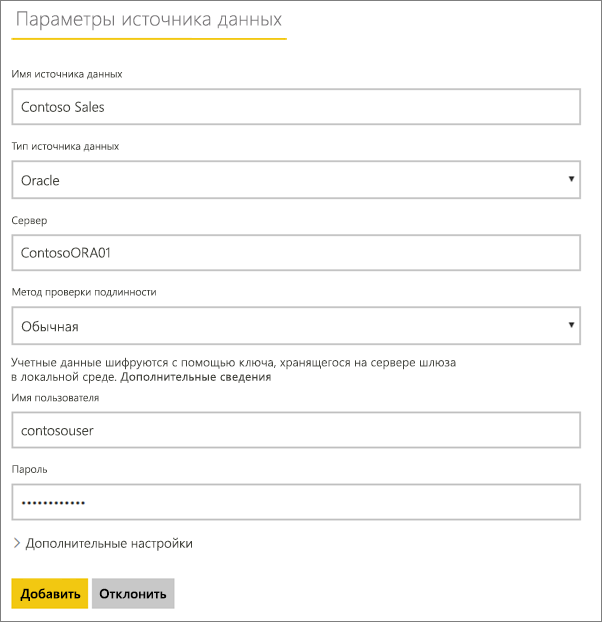 Параметры источника данных
Имя источника данных
Contoso Sales
Тип источника данных
Oracle
Сервер
ContosoORA01
Метод проверки подлинности
Обычная
Учетные данные шифруются с помощью ключа, хранящегося на сервере шлюза
в локальной среде. Дополнительные сведения
Имя пользователя
contosouser
Пароль
••••••••••••
Дополнительные настройки
Добавить Отклонить